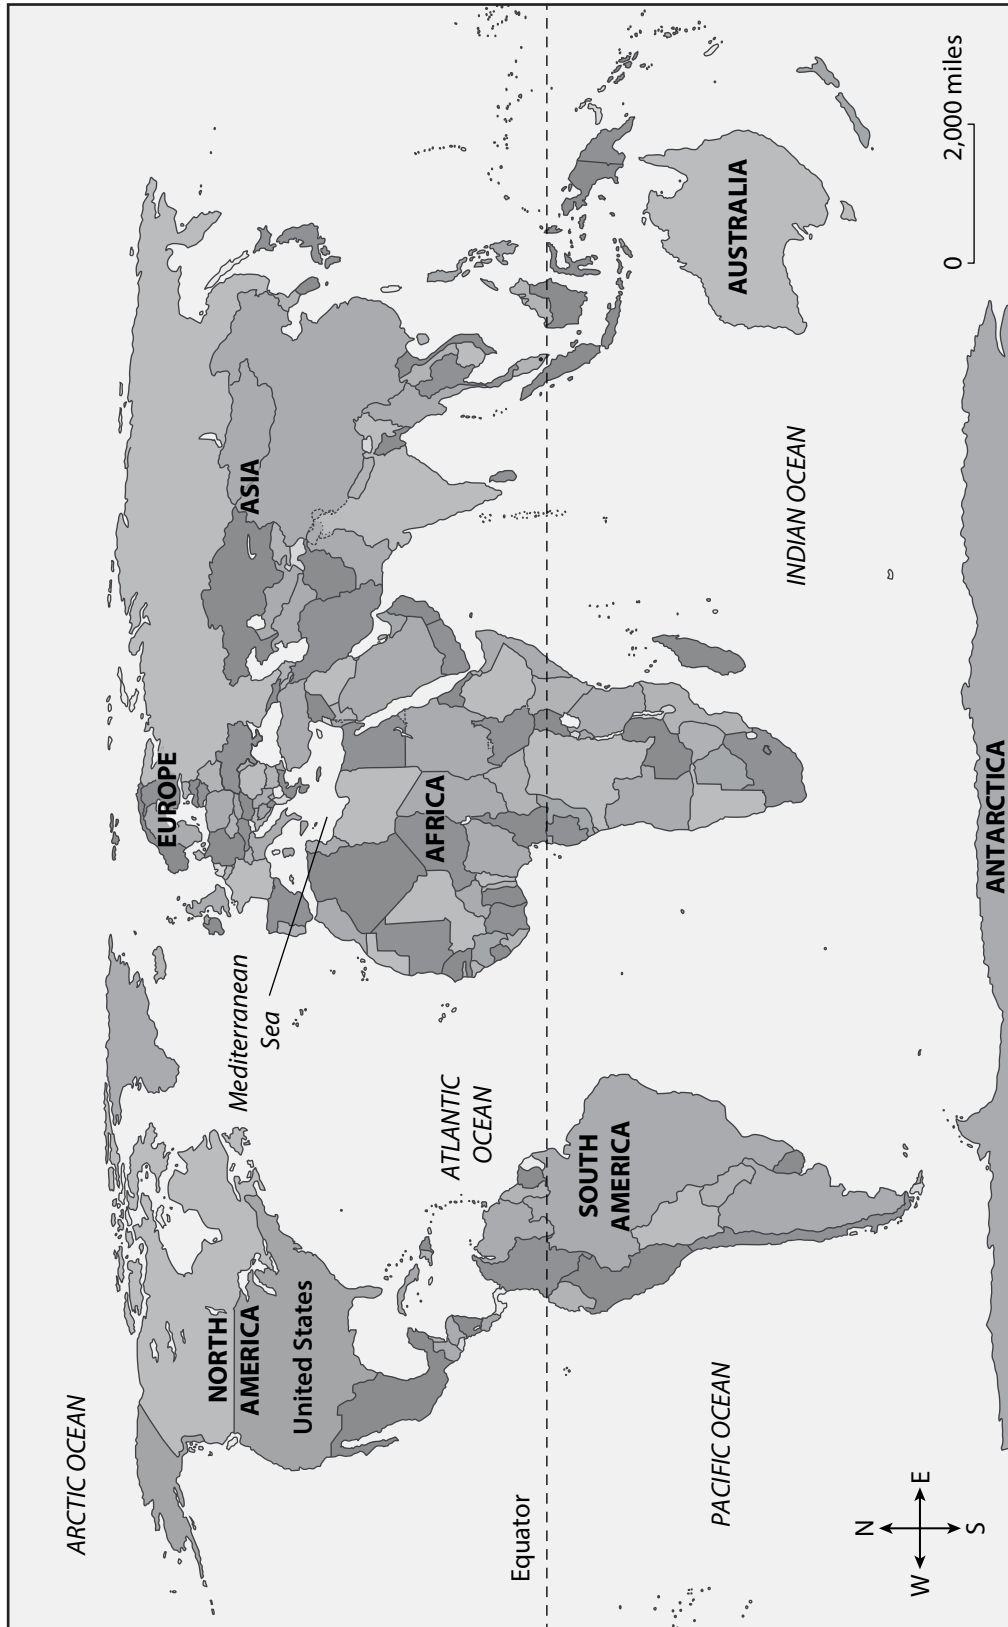 ARCTIC OCEAN
NORTH
AMERICA
United States
EUROPE
ASIA
Mediterranean
Sea
ATLANTIC
OCEAN
AFRICA
Equator
SOUTH
AMERICA
PACIFIC OCEAN
INDIAN OCEAN
AUSTRALIA
N
W
E
S
ANTARCTICA
0 2,000 miles